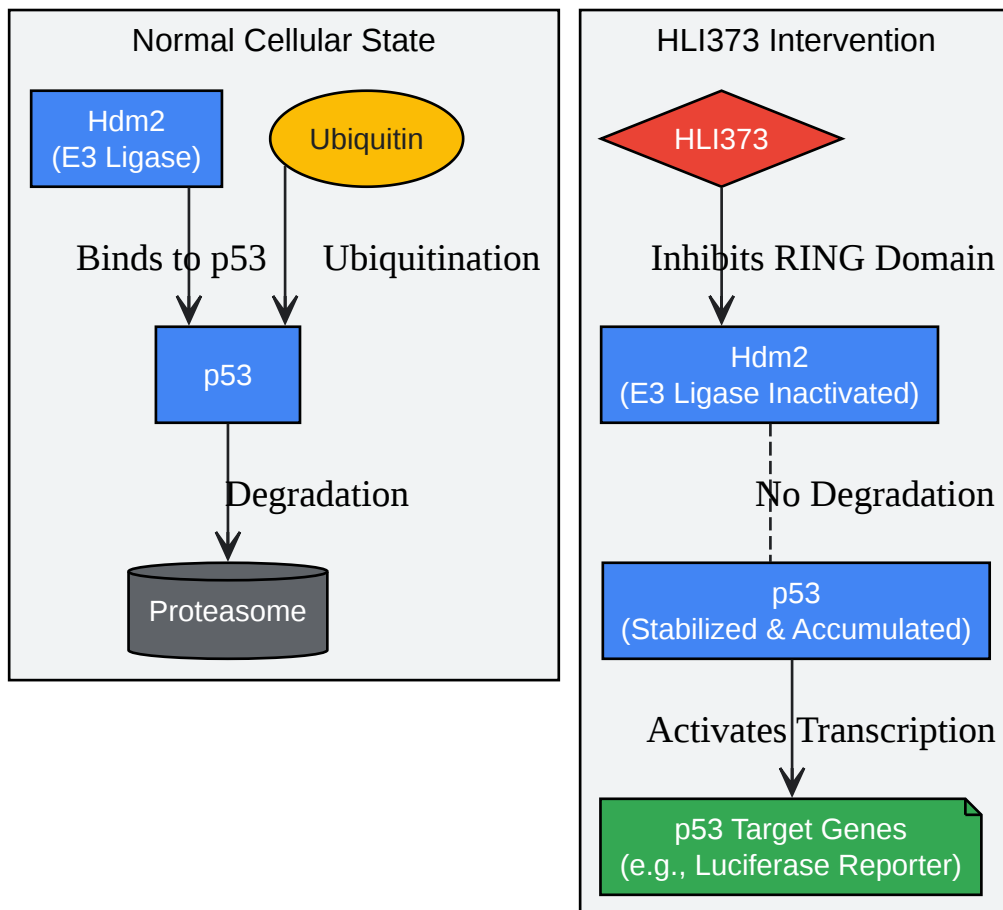 Normal Cellular State
Hdm2
(E3 Ligase)
Ubiquitin
Binds to p53
Ubiquitination
p53
Degradation
Proteasome
HLI373 Intervention
HLI373
Inhibits RING Domain
Hdm2
(E3 Ligase Inactivated)
No Degradation
p53
(Stabilized & Accumulated)
Activates Transcription
p53 Target Genes
(e.g., Luciferase Reporter)